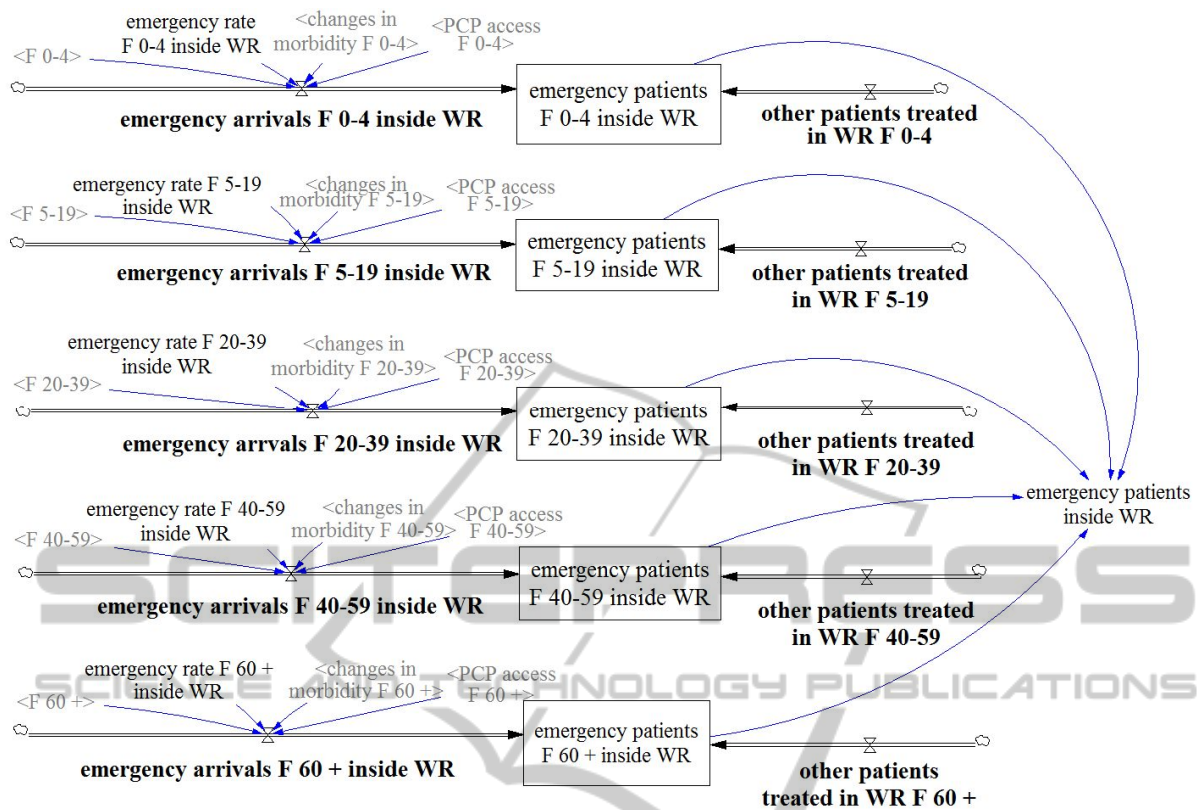 emergency rate
F 0-4 inside WR
<changes in
morbidity F 0-4>
<PCP access
F 0-4>
<F 0-4>
emergency arrivals F 0-4 inside WR
emergency patients
F 0-4 inside WR
other patients treated
in WR F 0-4
emergency rate F 5-19
inside WR
<changes in
morbidity F 5-19>
<PCP access
F 5-19>
<F 5-19>
emergency arrivals F 5-19 inside WR
emergency patients
F 5-19 inside WR
other patients treated
in WR F 5-19
emergency rate F 20-39
inside WR
<changes in
morbidity F 20-39>
<PCP access
F 20-39>
<F 20-39>
emergency arrivals F 20-39 inside WR
emergency patients
F 20-39 inside WR
other patients treated
in WR F 20-39
emergency patients
inside WR
emergency rate F 40-59
inside WR
<changes in
morbidity F 40-59>
<PCP access
F 40-59>
<F 40-59>
emergency arrivals F 40-59 inside WR
emergency patients
F 40-59 inside WR
other patients treated
in WR F 40-59
SCITEPRESS
SCIENCE AND TECHNOLOGY PUBLICATIONS
emergency rate F 60 +
inside WR
<changes in
morbidity F 60 +>
<PCP access
F 60 +>
<F 60 +>
emergency arrivals F 60 + inside WR
emergency patients
F 60 + inside WR
other patients
treated in WR F 60 +